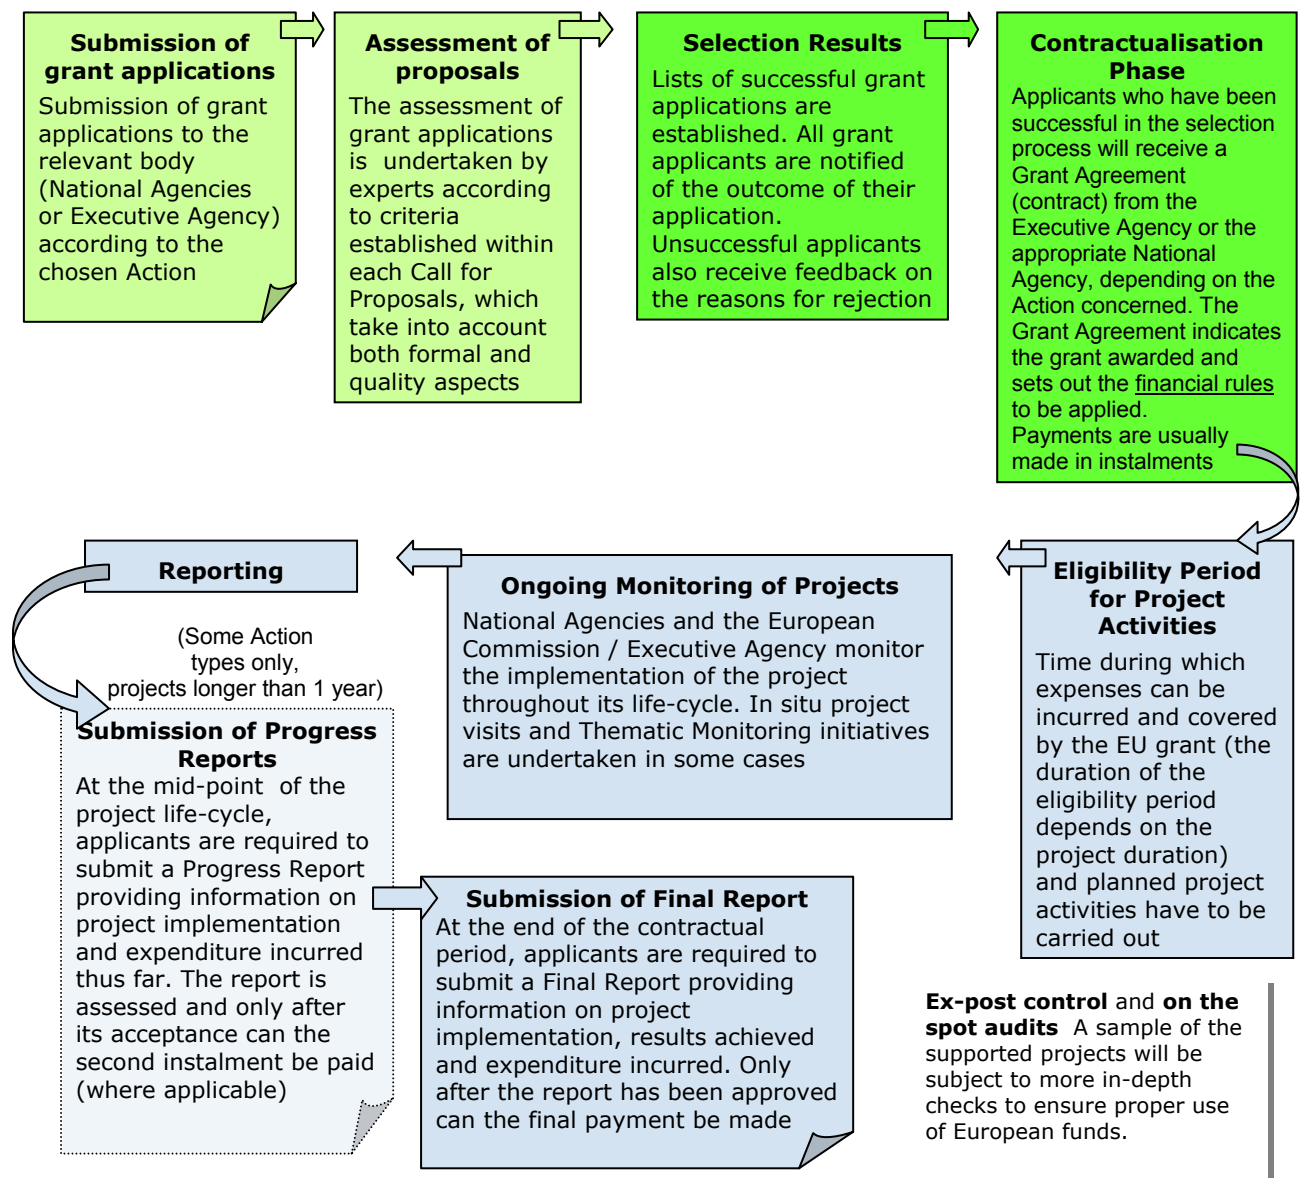 Submission of
grant applications
Submission of grant
applications to the
relevant body
(National Agencies
or Executive Agency)
according to the
chosen Action
Assessment of
proposals
The assessment of
grant applications
is undertaken by
experts according
to criteria
established within
each Call for
Proposals, which
take into account
both formal and
quality aspects
Selection Results
Lists of successful grant
applications are
established. All grant
applicants are notified
of the outcome of their
application.
Unsuccessful applicants
also receive feedback on
the reasons for rejection
Contractualisation
Phase
Applicants who have been
successful in the selection
process will receive a
Grant Agreement
(contract) from the
Executive Agency or the
appropriate National
Agency, depending on the
Action concerned. The
Grant Agreement indicates
the grant awarded and
sets out the financial rules
to be applied.
Payments are usually
made in instalments
Eligibility Period
for Project
Activities
Time during which
expenses can be
incurred and covered
by the EU grant (the
duration of the
eligibility period
depends on the
project duration)
and planned project
activities have to be
carried out
Ongoing Monitoring of Projects
National Agencies and the European
Commission / Executive Agency monitor
the implementation of the project
throughout its life-cycle. In situ project
visits and Thematic Monitoring initiatives
are undertaken in some cases
Reporting
(Some Action
types only,
projects longer than 1 year)
Submission of Progress
Reports
At the mid-point of the
project life-cycle,
applicants are required to
submit a Progress Report
providing information on
project implementation
and expenditure incurred
thus far. The report is
assessed and only after
its acceptance can the
second instalment be paid
(where applicable)
Submission of Final Report
At the end of the contractual
period, applicants are required to
submit a Final Report providing
information on project
implementation, results achieved
and expenditure incurred. Only
after the report has been approved
can the final payment be made
Ex-post control and on the
spot audits A sample of the
supported projects will be
subject to more in-depth
checks to ensure proper use
of European funds.